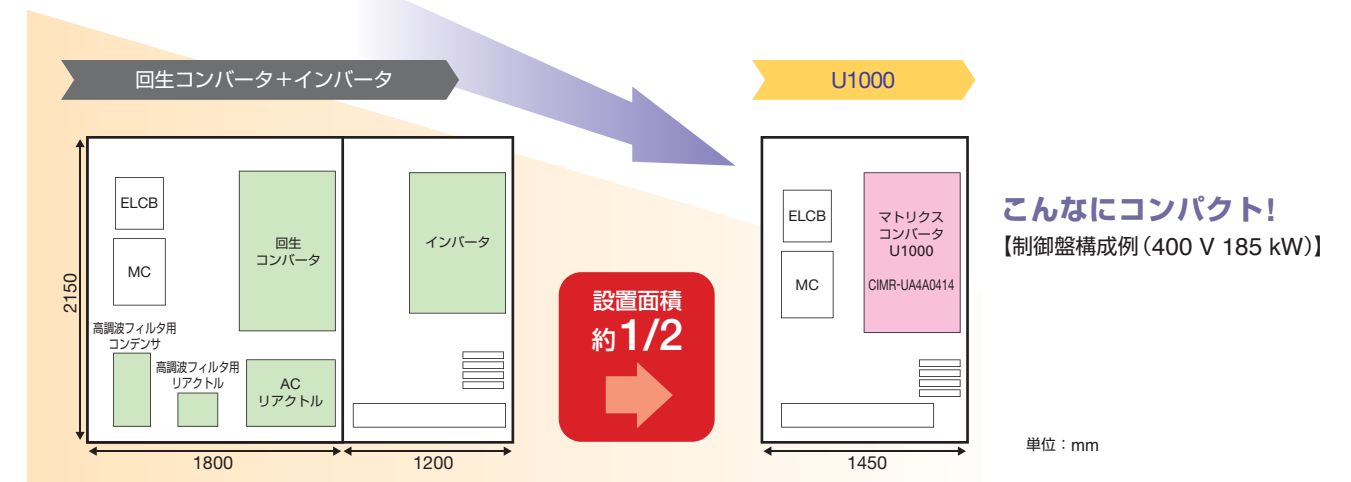 回生コンバータ＋インバータ
U1000
ELCB
MC
回生
コンバータ
インバータ
2150
高調波フィルタ用
コンデンサ
高調波フィルタ用
リアクトル
AC
リアクトル
1800
1200
設置面積
約1/2
ELCB
MC
マトリクス
コンバータ
U1000
CIMR-UA4A0414
1450
こんなにコンパクト!
【制御盤構成例（400 V 185 kW）】
単位：mm